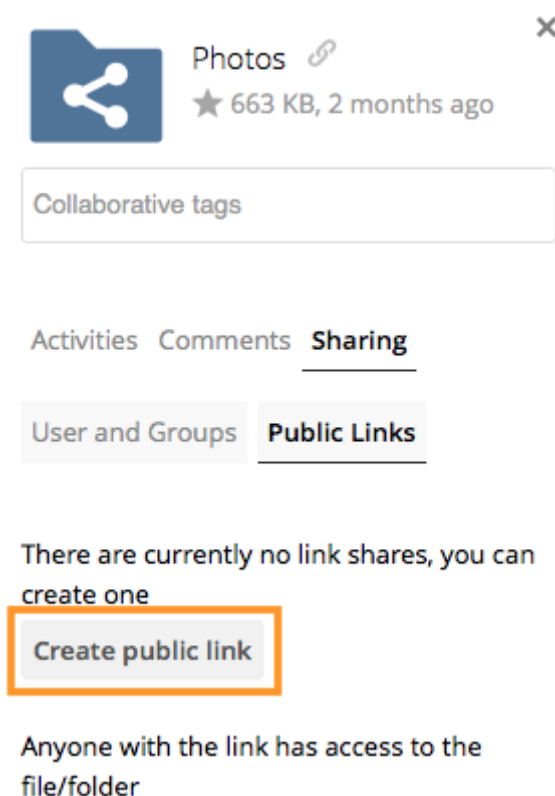 Photos
663 KB, 2 months ago
Collaborative tags
Activities Comments Sharing
User and Groups Public Links
There are currently no link shares, you can
create one
Create public link
Anyone with the link has access to the
file/folder